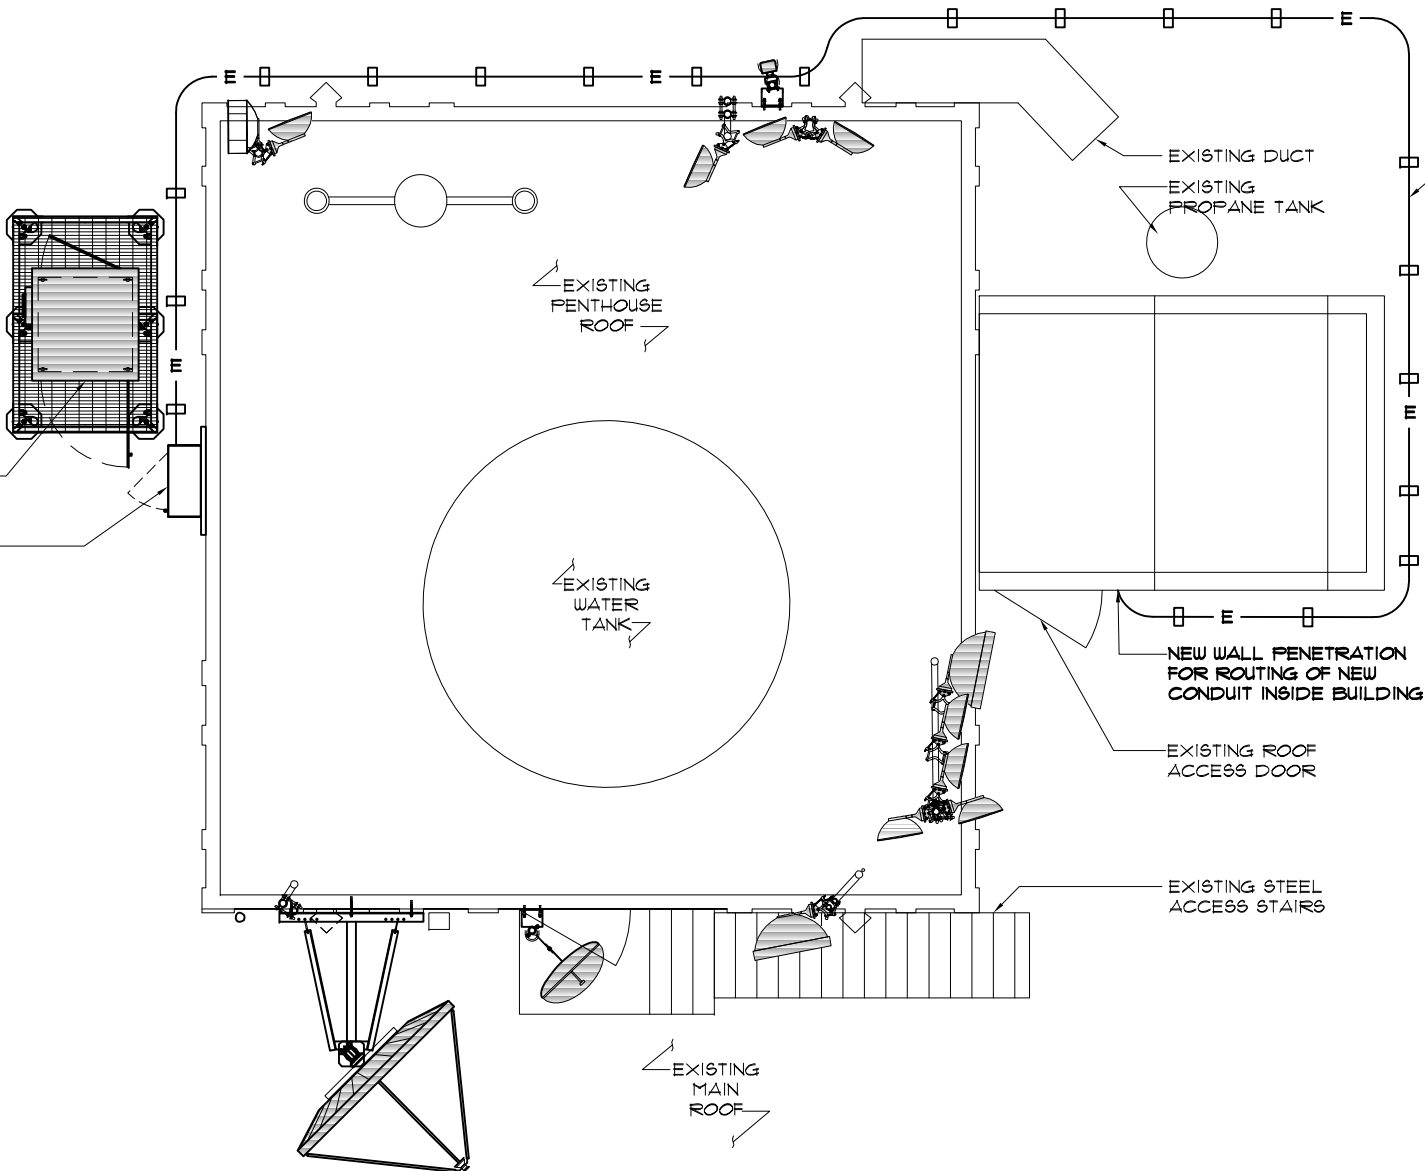 E
E
E
EXISTING DUCT
EXISTING
PROPANE TANK
EXISTING
PENTHOUSE
ROOF
E
E
EXISTING
WATER
TANK
E
NEW WALL PENETRATION
FOR ROUTING OF NEW
CONDUIT INSIDE BUILDING
EXISTING ROOF
ACCESS DOOR
EXISTING STEEL
ACCESS STAIRS
EXISTING
MAIN
ROOF